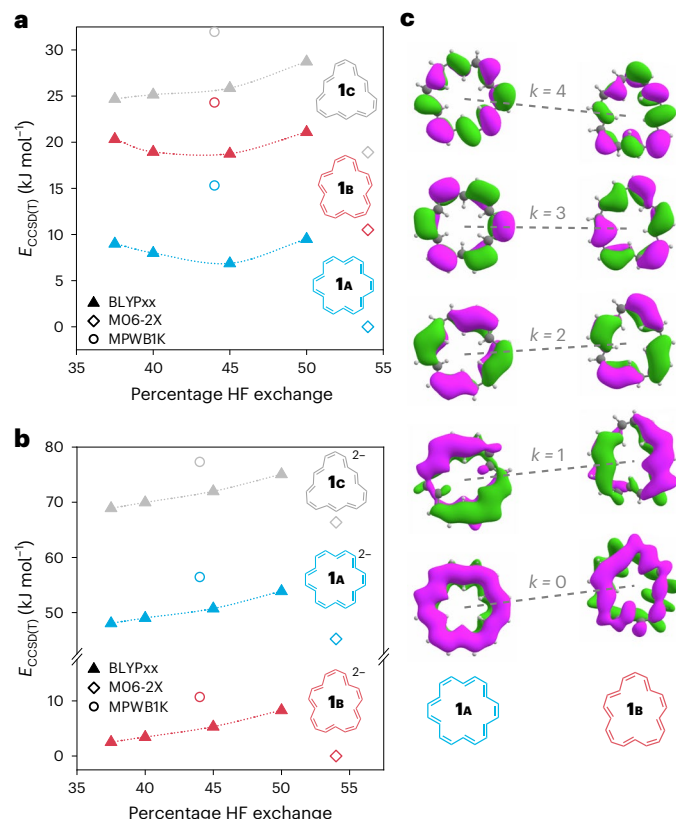 a
E_CCSD(T) (kJ mol⁻¹)
30
25
20
15
10
5
0
1C
1B
1A
▲ BLYPxx
◇ M06-2X
○ MPWB1K
35 40 45 50 55
Percentage HF exchange
b
E_CCSD(T) (kJ mol⁻¹)
80
70
60
50
10
0
1C 2−
1A 2−
1B 2−
▲ BLYPxx
◇ M06-2X
○ MPWB1K
35 40 45 50 55
Percentage HF exchange
c
k = 4
k = 3
k = 2
k = 1
k = 0
1A
1B